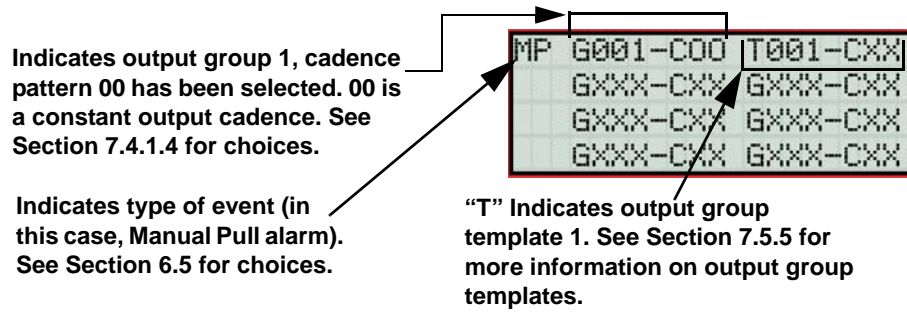 Indicates output group 1, cadence
pattern 00 has been selected. 00 is
a constant output cadence. See
Section 7.4.1.4 for choices.
Indicates type of event (in
this case, Manual Pull alarm).
See Section 6.5 for choices.
MP G001-C00 T001-CXX
GXXX-CXX GXXX-CXX
GXXX-CXX GXXX-CXX
GXXX-CXX GXXX-CXX
“T” Indicates output group
template 1. See Section 7.5.5 for
more information on output group
templates.